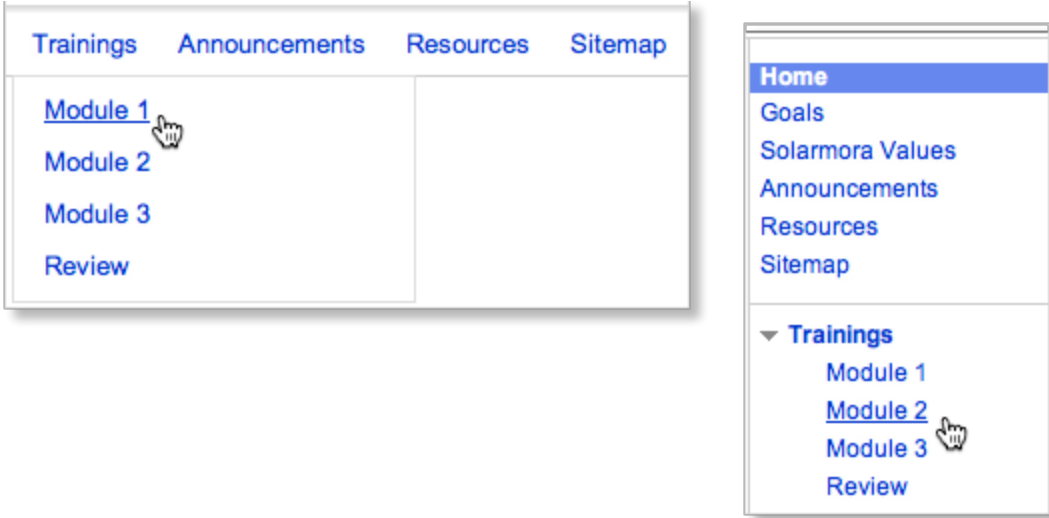 Trainings Announcements Resources Sitemap
Module 1
Module 2
Module 3
Review
Home
Goals
Solarmora Values
Announcements
Resources
Sitemap
Trainings
Module 1
Module 2
Module 3
Review